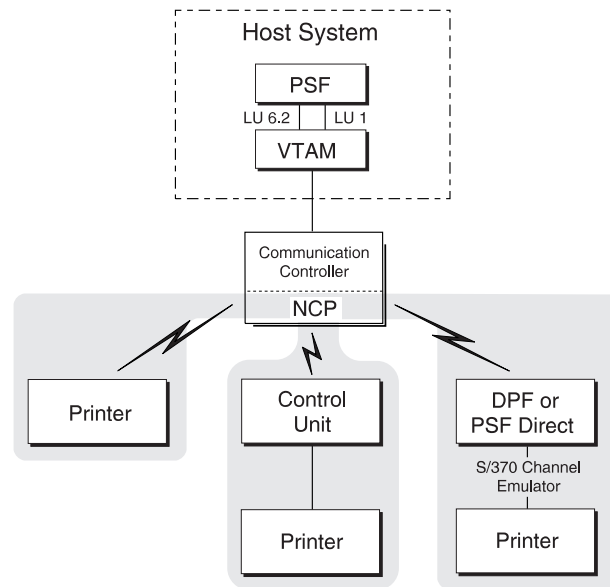 Host System
PSF
LU 6.2 LU 1
VTAM
Communication
Controller
NCP
Printer
Control
Unit
Printer
DPF or
PSF Direct
S/370 Channel
Emulator
Printer